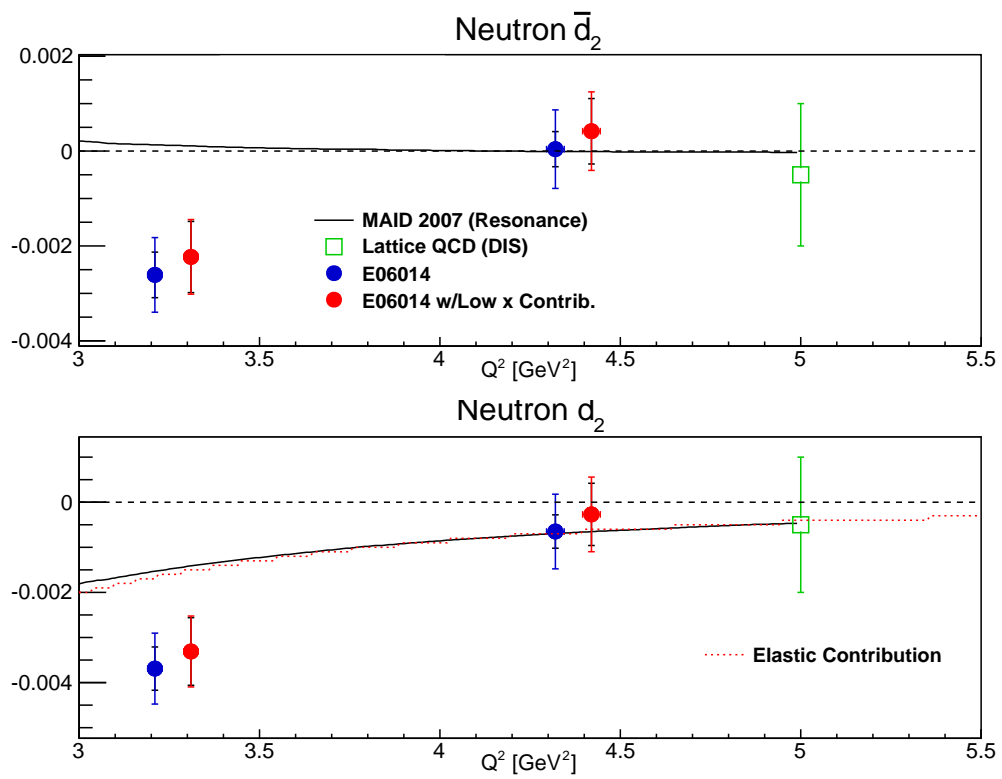 Neutron d̅₂
0.002
0
-0.002
-0.004
MAID 2007 (Resonance)
Lattice QCD (DIS)
E06014
E06014 w/Low x Contrib.
3 3.5 4 4.5 5 5.5
Q² [GeV²]
Neutron d₂
0
-0.002
-0.004
Elastic Contribution
3 3.5 4 4.5 5 5.5
Q² [GeV²]